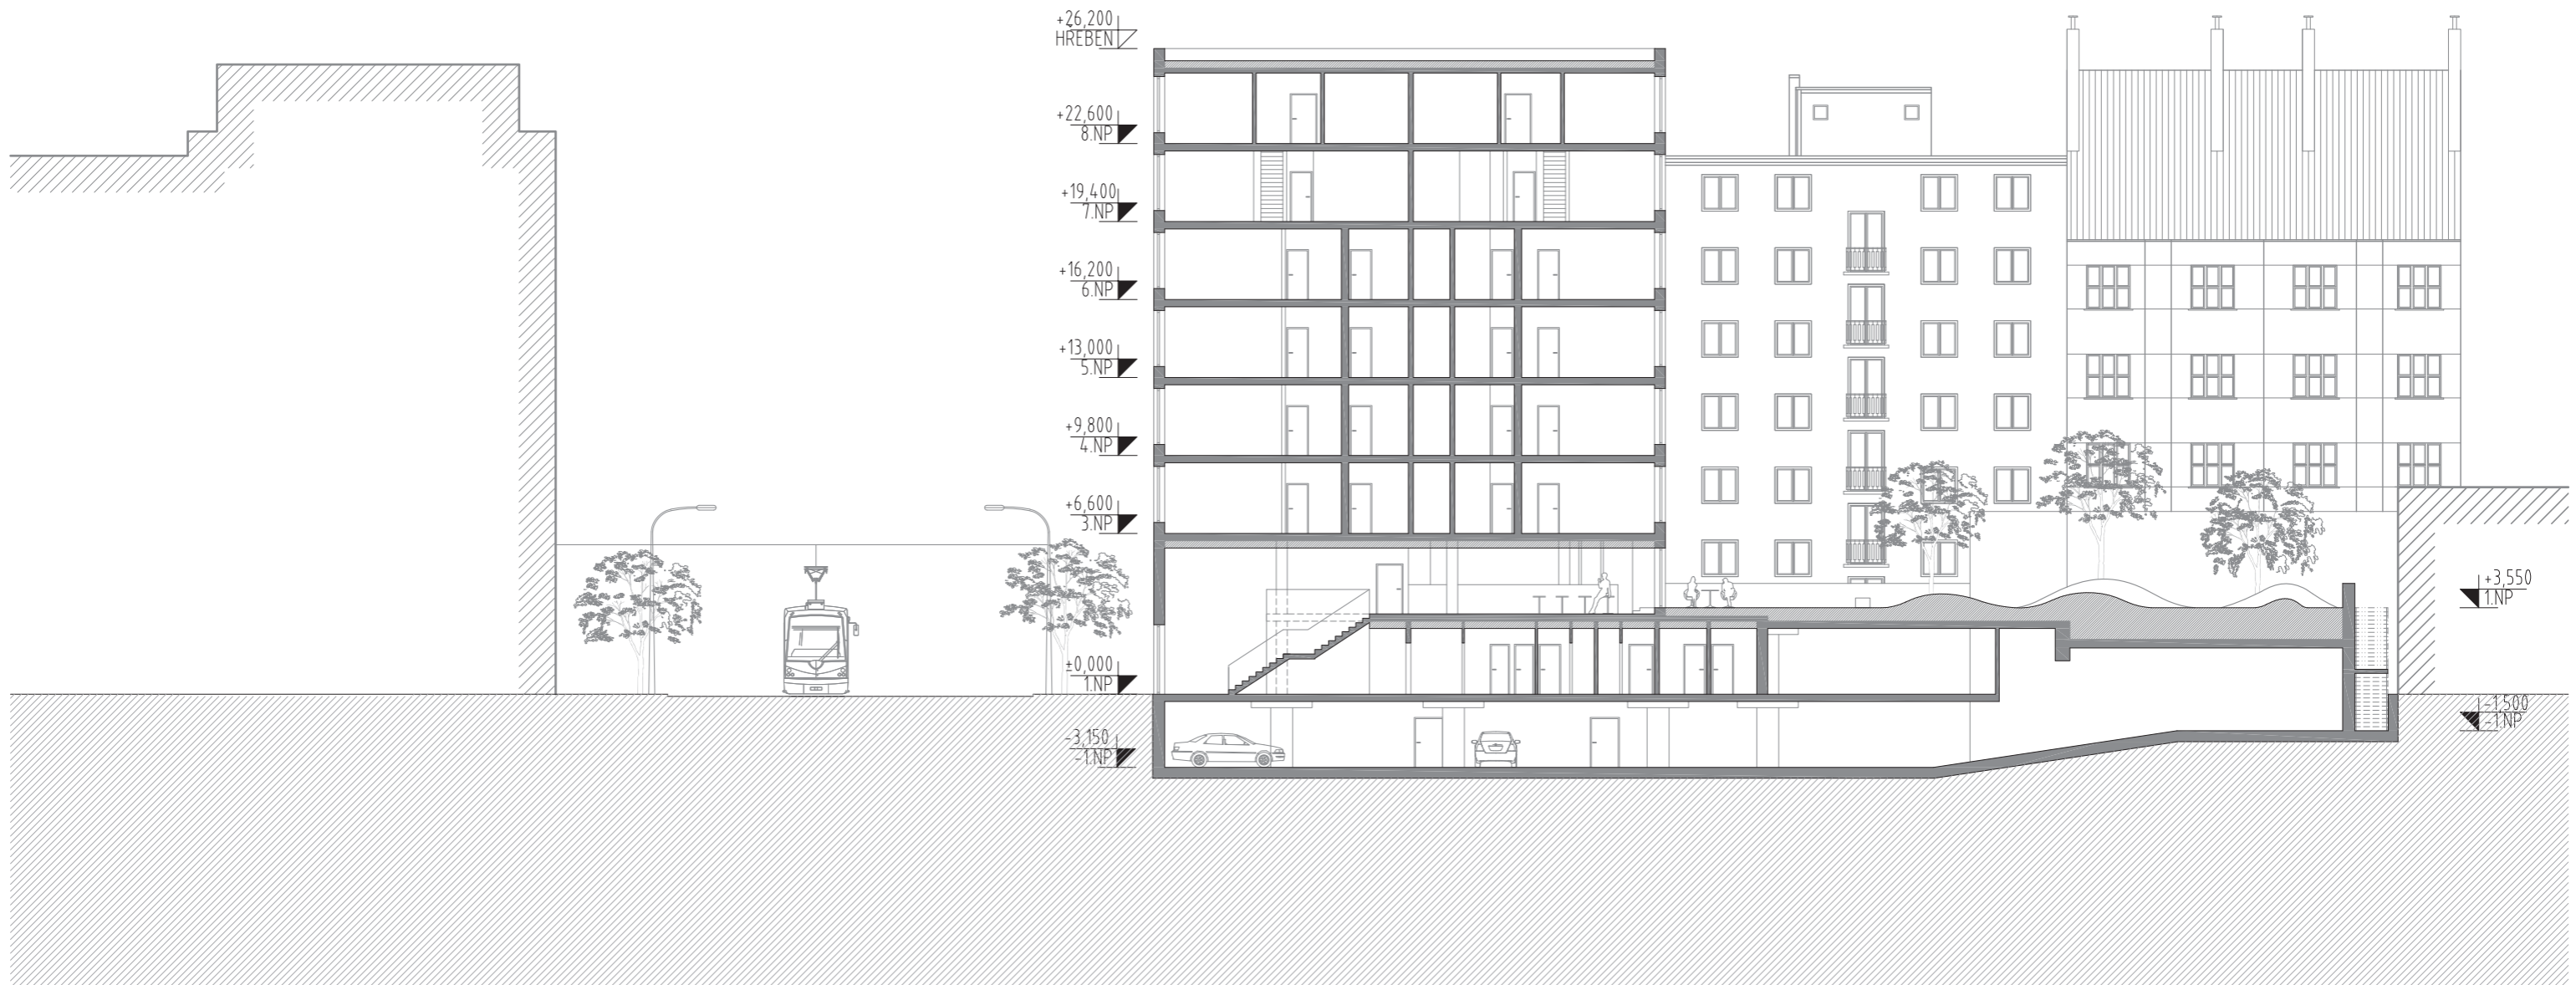 +26,200
HŘEBEN
+22,600
8.NP
+19,400
7.NP
+16,200
6.NP
+13,000
5.NP
+9,800
4.NP
+6,600
3.NP
±0,000
1.NP
-3,150
-1.NP
+3,550
1.NP
-1,500
-1.NP